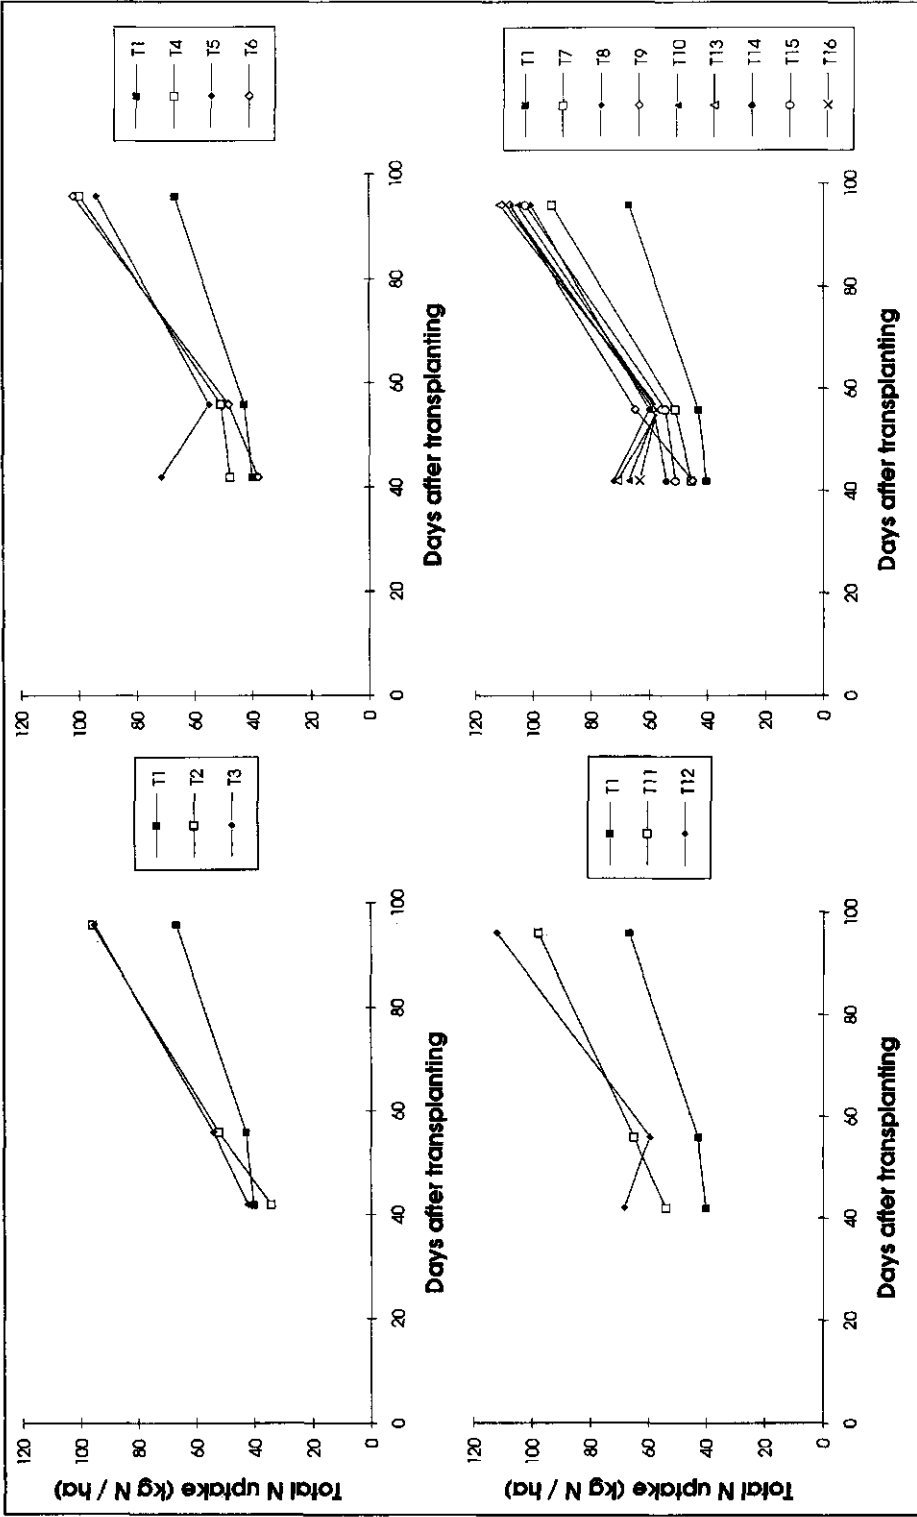 Total N uptake (kg N / ha)
120
100
80
60
40
20
0
0 20 40 60 80 100
Days after transplanting
T1
T2
T3
120
100
80
60
40
20
0
0 20 40 60 80 100
Days after transplanting
T1
T4
T5
T6
Total N uptake (kg N / ha)
120
100
80
60
40
20
0
0 20 40 60 80 100
Days after transplanting
T1
T11
T12
120
100
80
60
40
20
0
0 20 40 60 80 100
Days after transplanting
T1
T7
T8
T9
T10
T13
T14
T15
T16